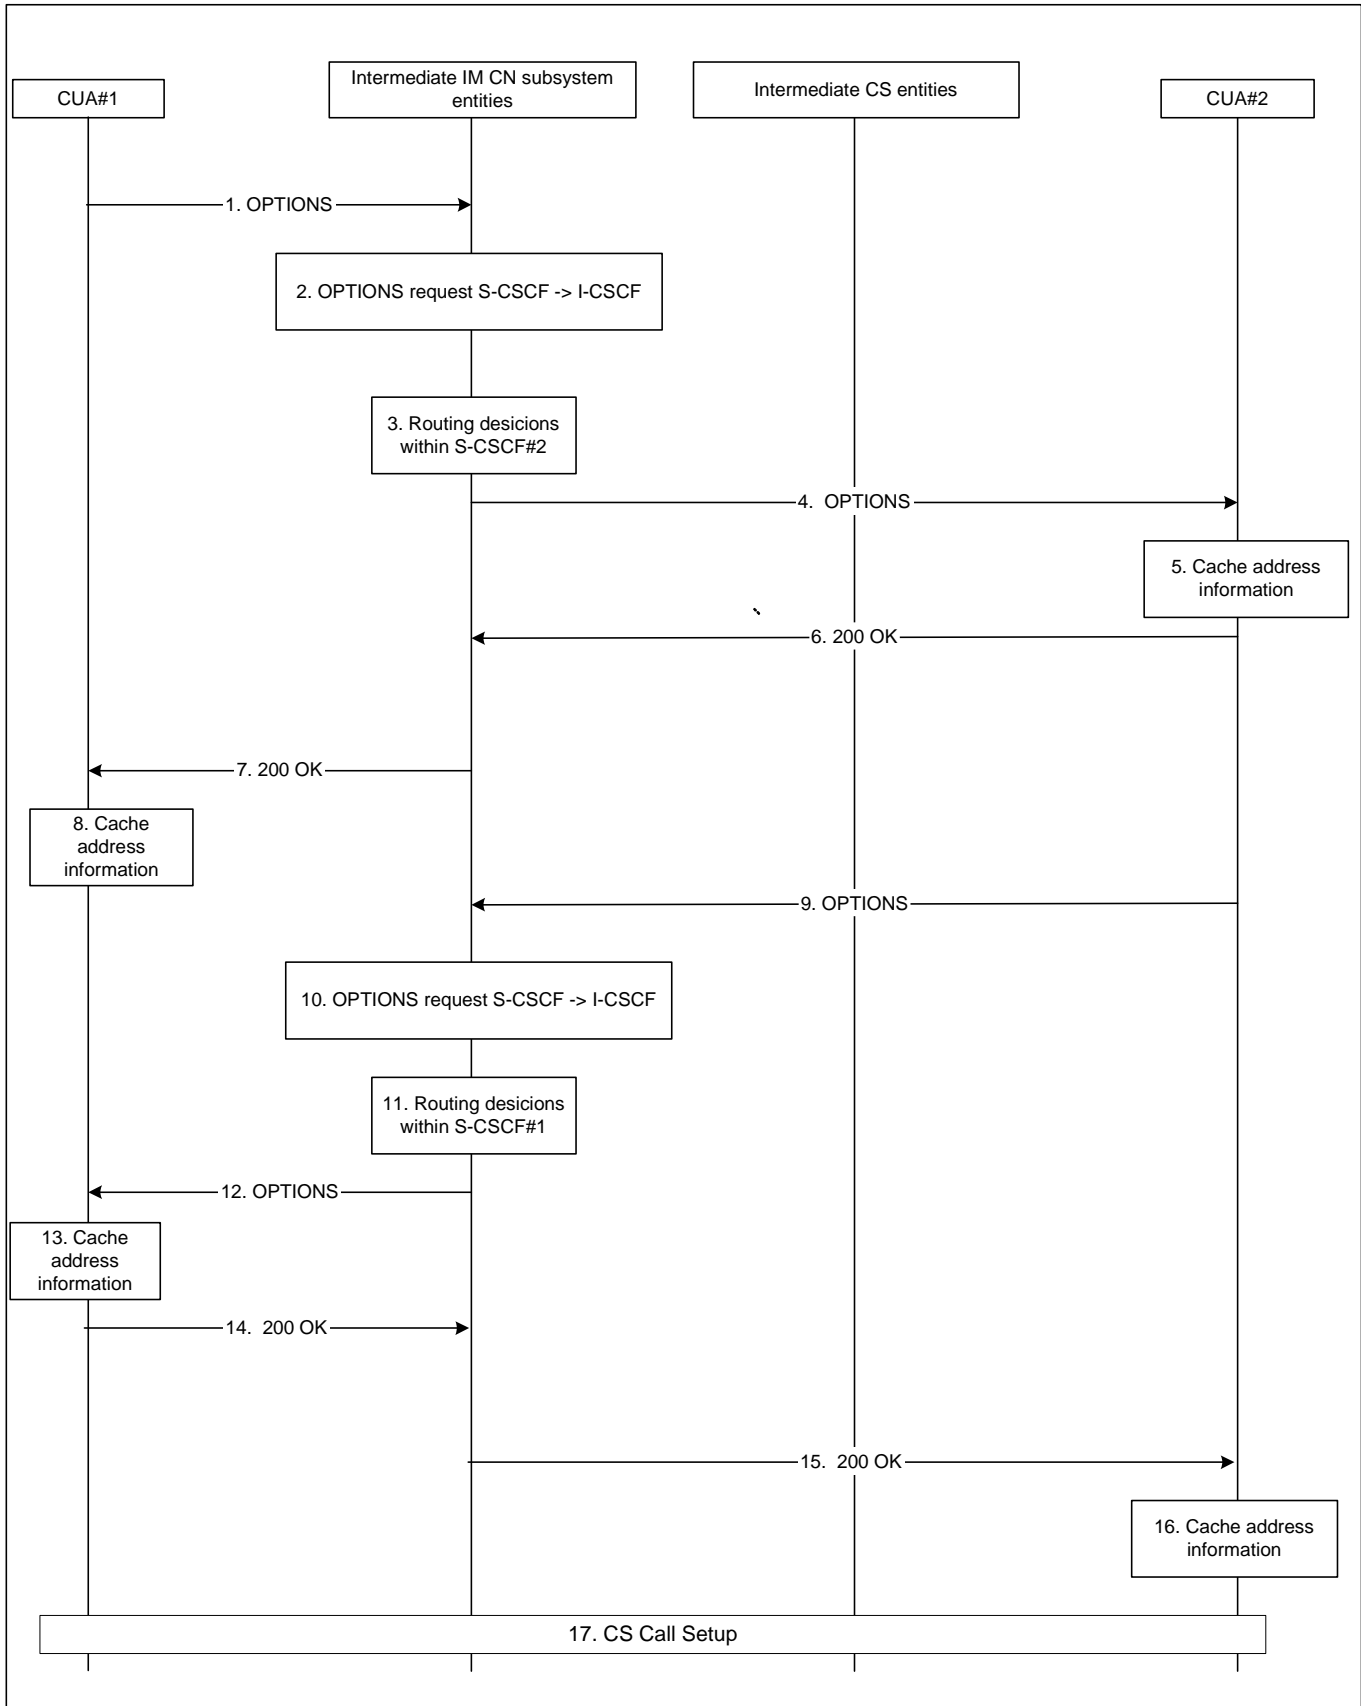 CUA#1
Intermediate IM CN subsystem
entities
Intermediate CS entities
CUA#2
1. OPTIONS
2. OPTIONS request S-CSCF -> I-CSCF
3. Routing desicions
within S-CSCF#2
4.  OPTIONS
5. Cache address
information
6. 200 OK
7. 200 OK
8. Cache
address
information
9. OPTIONS
10. OPTIONS request S-CSCF -> I-CSCF
11. Routing desicions
within S-CSCF#1
12. OPTIONS
13. Cache
address
information
14.  200 OK
15.  200 OK
16. Cache address
information
17. CS Call Setup